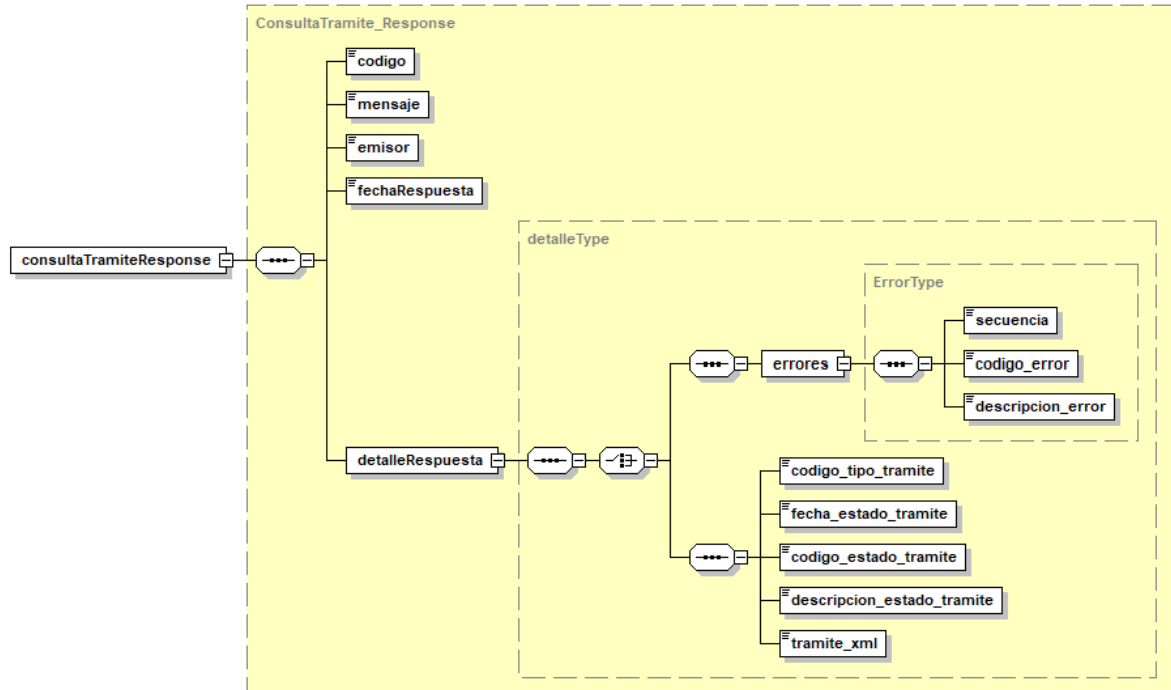 ConsultaTramite_Response
codigo
mensaje
emisor
fechaRespuesta
consultaTramiteResponse
detalleType
ErrorType
secuencia
errores
codigo_error
descripcion_error
detalleRespuesta
codigo_tipo_tramite
fecha_estado_tramite
codigo_estado_tramite
descripcion_estado_tramite
tramite_xml